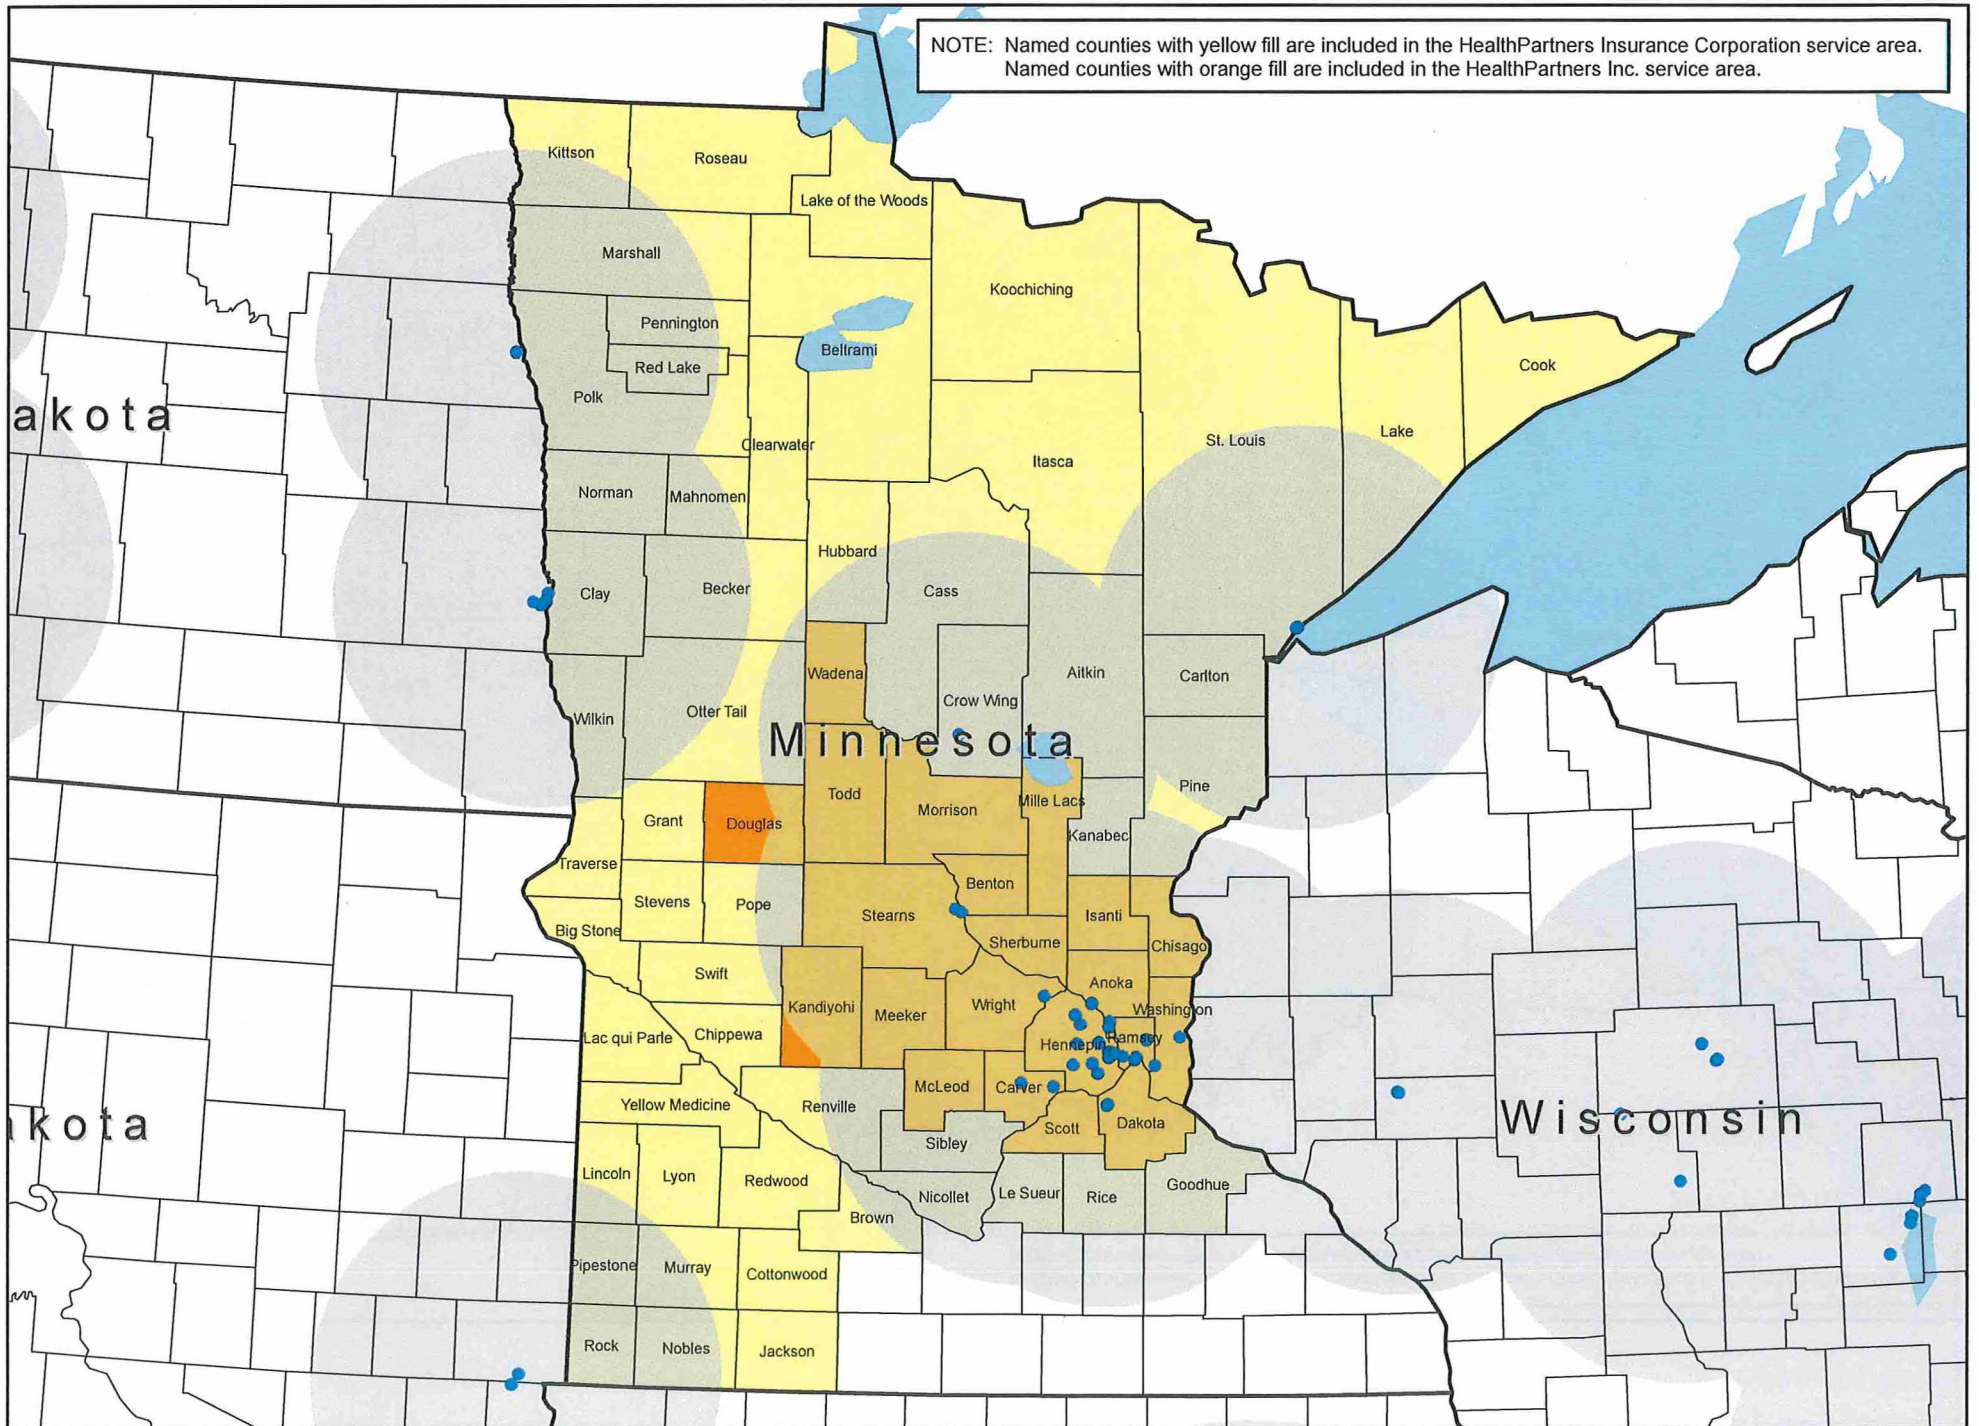 NOTE: Named counties with yellow fill are included in the HealthPartners Insurance Corporation service area.
Named counties with orange fill are included in the HealthPartners Inc. service area.
Kittson
Roseau
Lake of the Woods
Marshall
Koochiching
Pennington
Beltrami
Red Lake
Cook
Polk
akota
Lake
St. Louis
Clearwater
Itasca
Norman
Mahnomen
Hubbard
Becker
Cass
Clay
Wadena
Aitkin
Carlton
Crow Wing
Otter Tail
Wilkin
Minnesota
Pine
Todd
Mille Lacs
Morrison
Grant
Douglas
Kanabec
Traverse
Benton
Stevens
Pope
Stearns
Isanti
Big Stone
Sherburne
Chisago
Swift
Anoka
Kandiyohi
Wright
Washington
Meeker
Chippewa
Lac qui Parle
Ramsey
Hennepin
McLeod
Carver
Yellow Medicine
Renville
Wisconsin
Dakota
Scott
kota
Sibley
Lincoln
Lyon
Redwood
Goodhue
Le Sueur
Rice
Nicollet
Brown
Pipestone
Murray
Cottonwood
Rock
Nobles
Jackson